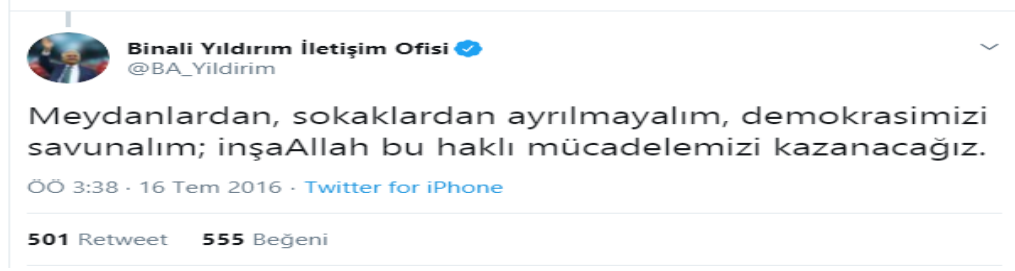 Binali Yıldırım İletişim Ofisi
@BA_Yildirim
Meydanlardan, sokaklardan ayrılmayalım, demokrasimizi
savunalım; inşaAllah bu haklı mücadelemizi kazanacağız.
ÖÖ 3:38 · 16 Tem 2016 · Twitter for iPhone
501 Retweet 555 Beğeni